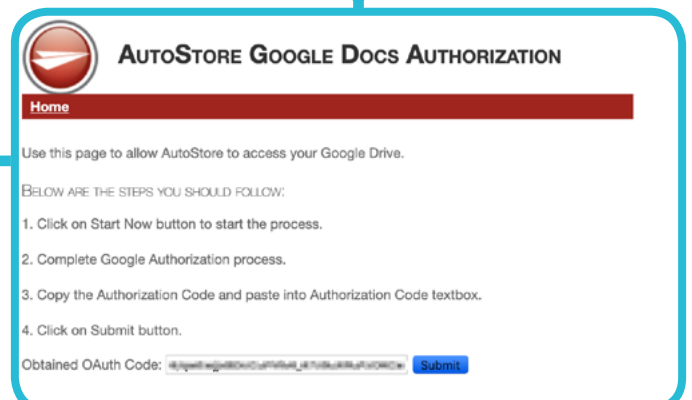 AutoStore Google Docs Authorization
Home
Use this page to allow AutoStore to access your Google Drive.
Below are the steps you should follow:
1. Click on Start Now button to start the process.
2. Complete Google Authorization process.
3. Copy the Authorization Code and paste into Authorization Code textbox.
4. Click on Submit button.
Obtained OAuth Code: Submit